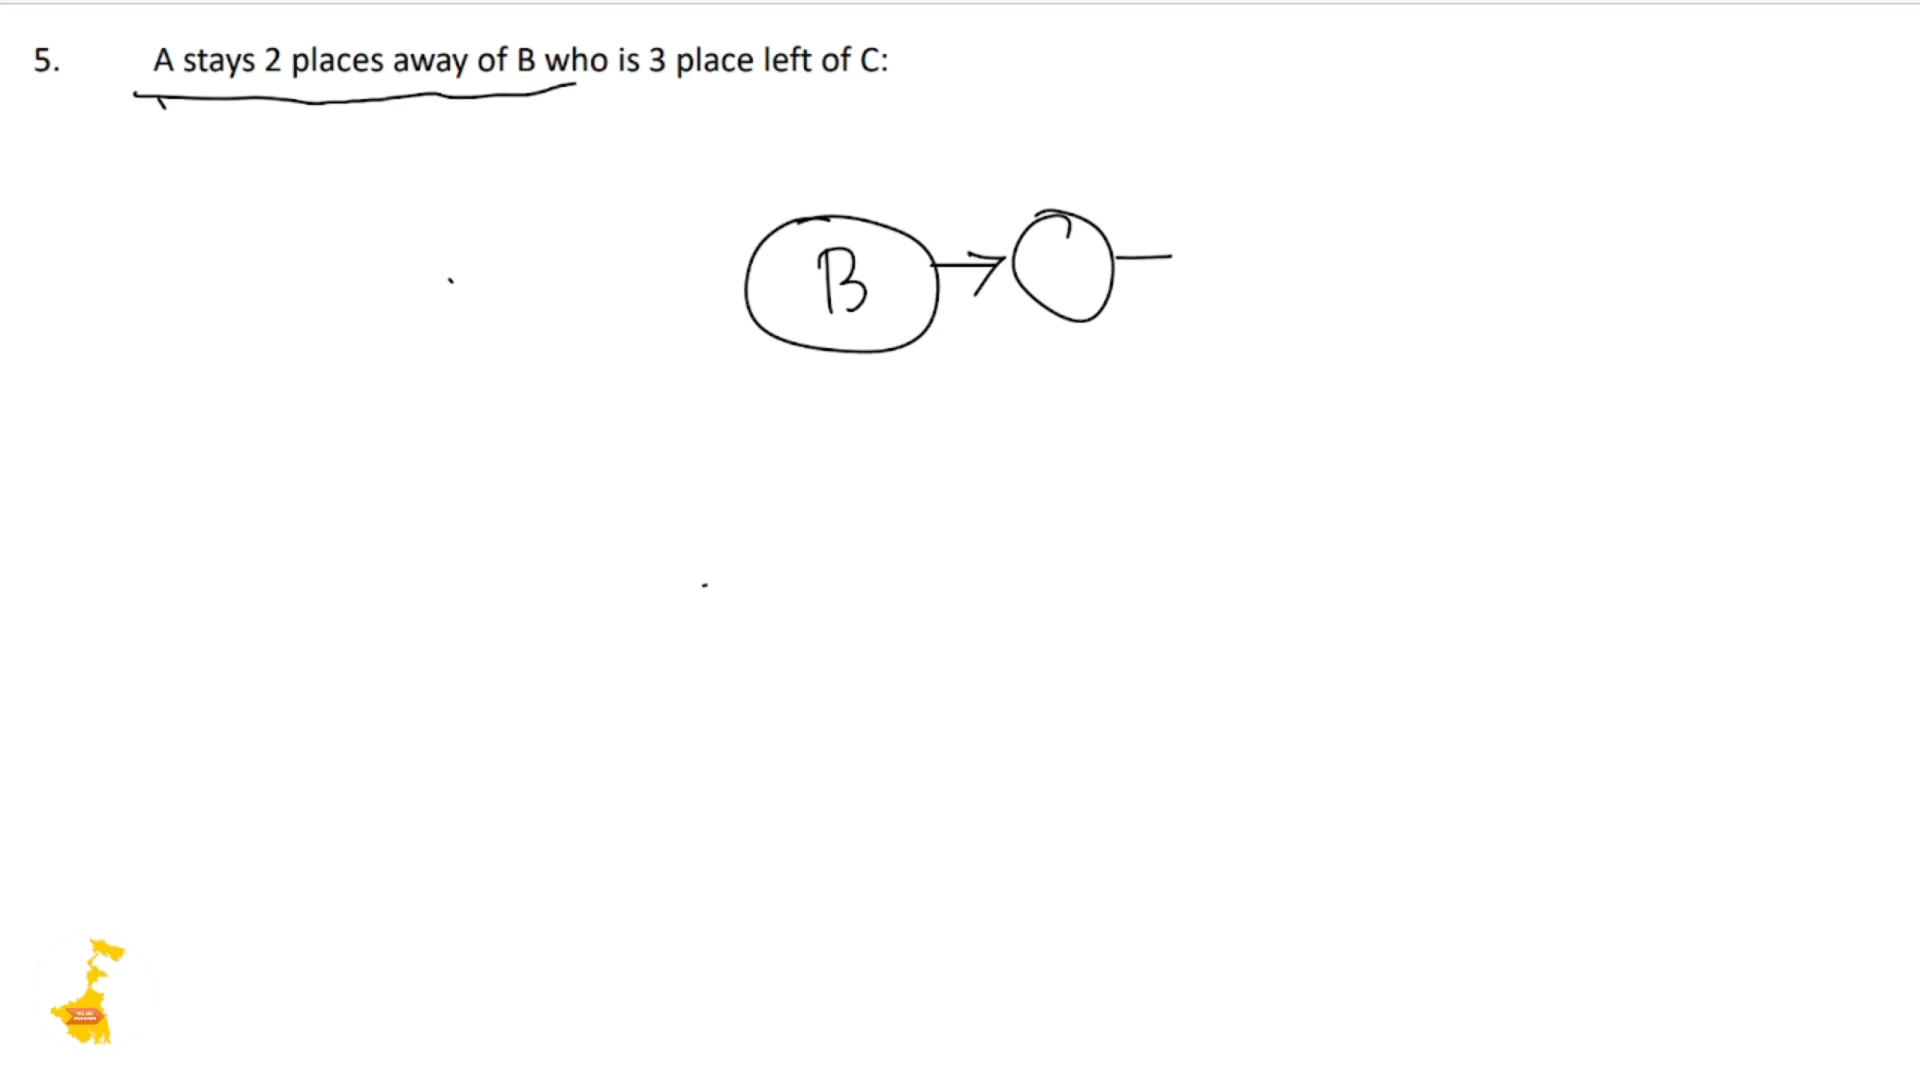 5. A stays 2 places away of B who is 3 place left of C:
B